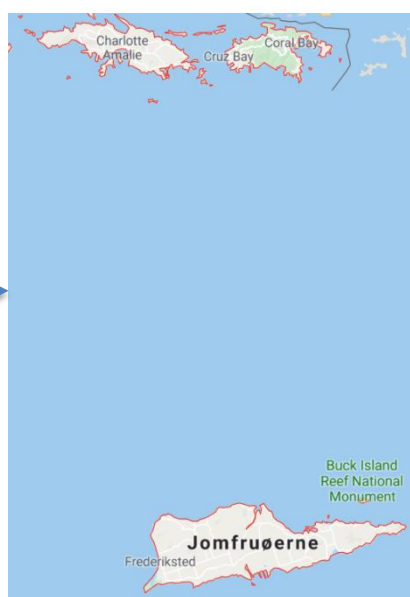 Charlotte
Amalie
Cruz Bay
Coral Bay
Buck Island
Reef National
Monument
Jomfruøerne
Frederiksted